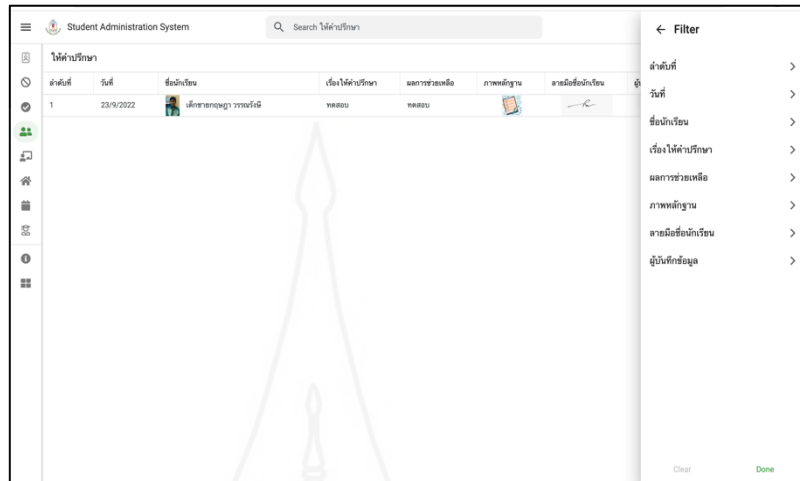 Student Administration System
Search ให้คำปรึกษา
ให้คำปรึกษา
ลำดับที่ วันที่ ชื่อนักเรียน เรื่องให้คำปรึกษา ผลการช่วยเหลือ ภาพหลักฐาน ลายมือชื่อนักเรียน
1 23/9/2022 เด็กชายกฤษฎา วรรณรังษี ทดสอบ ทดสอบ
Filter
ลำดับที่
วันที่
ชื่อนักเรียน
เรื่องให้คำปรึกษา
ผลการช่วยเหลือ
ภาพหลักฐาน
ลายมือชื่อนักเรียน
ผู้บันทึกข้อมูล
Clear Done